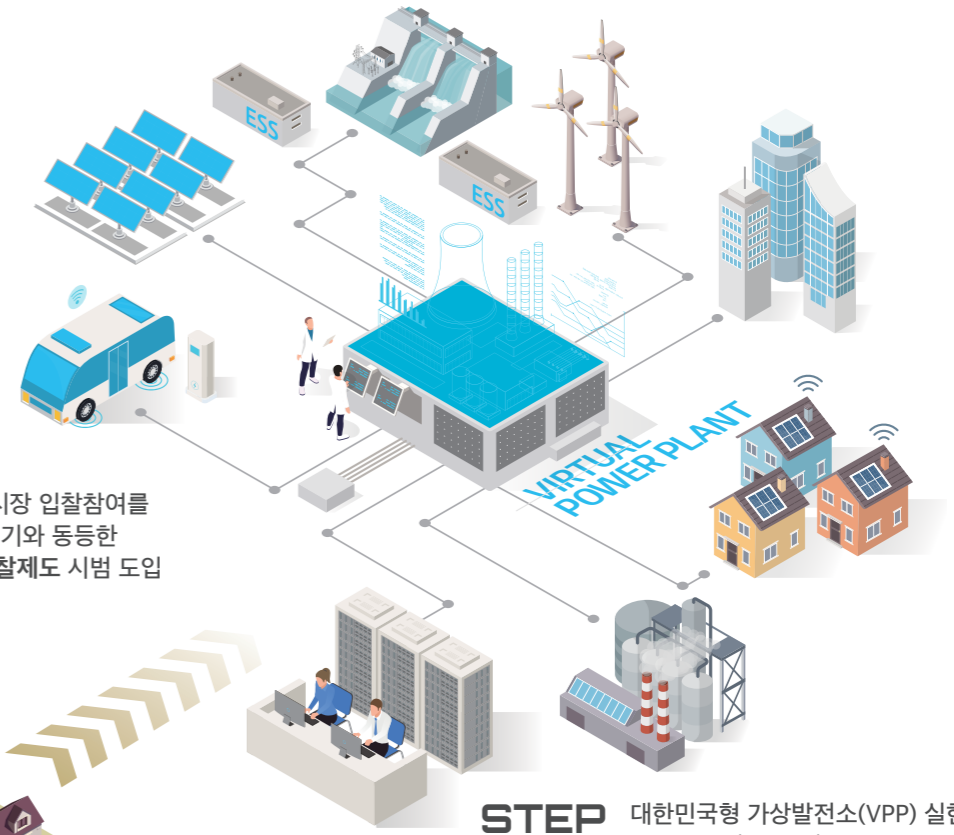 ESS
ESS
VIRTUAL
POWER PLANT
시장 입찰참여를
기와 동등한
찰제도 시범 도입
STEP
대한민국형 가상발전소(VPP) 실현